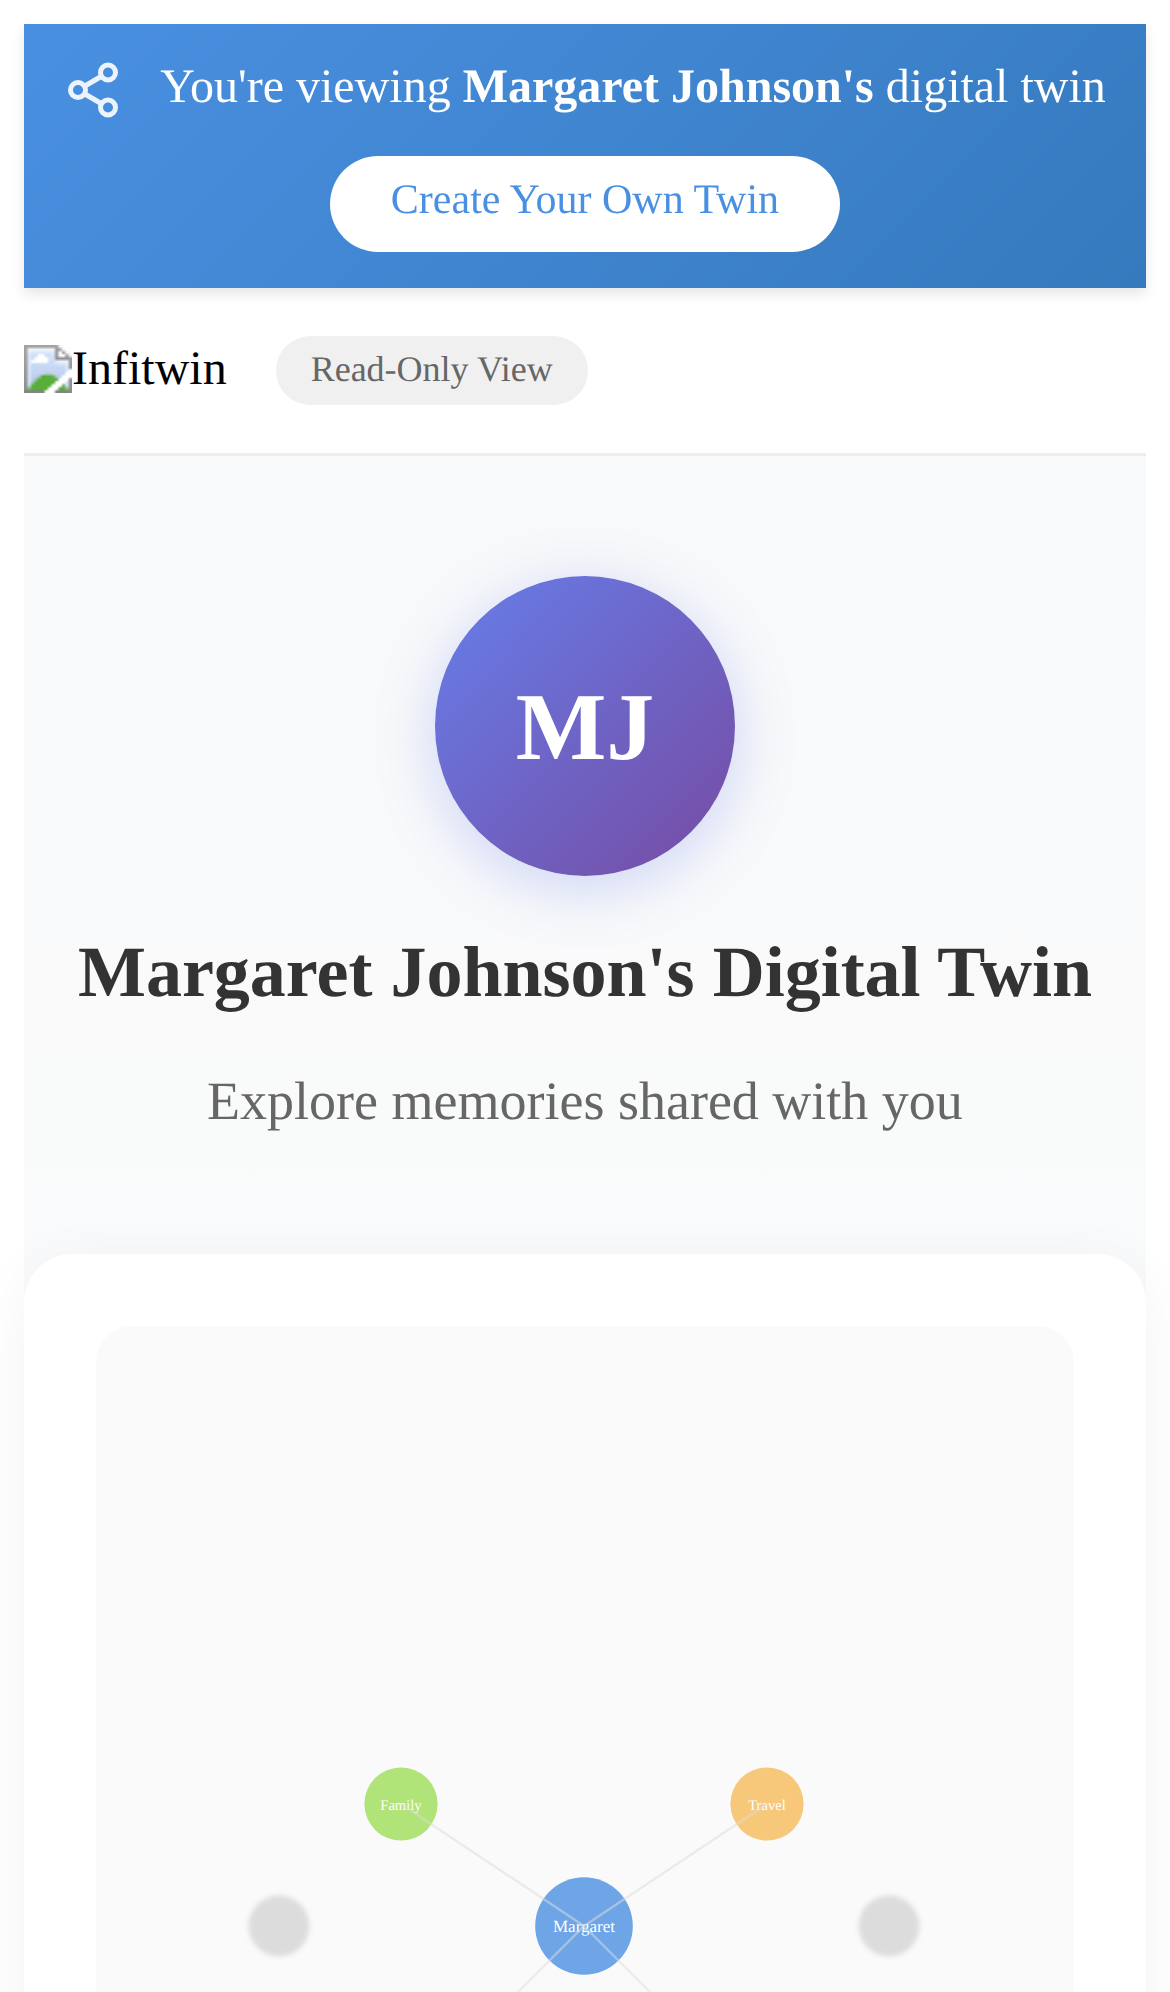 You're viewing Margaret Johnson's digital twin
Create Your Own Twin
Infitwin
Read-Only View
MJ
Margaret Johnson's Digital Twin
Explore memories shared with you
Family
Travel
Margaret